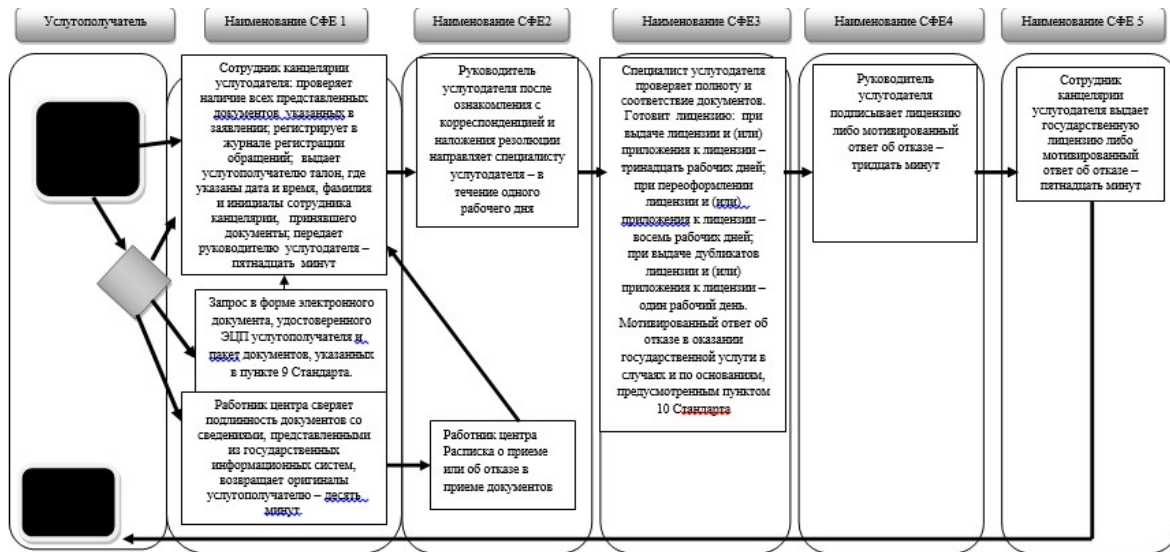 Услугополучатель
Наименование СФЕ 1
Наименование СФЕ2
Наименование СФЕ3
Наименование СФЕ4
Наименование СФЕ 5
Сотрудник канцелярии
услугодателя: проверяет
наличие всех представленных
документов, указанных в
заявлении; регистрирует в
журнале регистрации
обращений; выдает
услугополучателю талон, где
указаны дата и время, фамилия
и инициалы сотрудника
канцелярии, принявшего
документы; передает
руководителю услугодателя –
пятнадцать минут
Запрос в форме электронного
документа, удостоверенного
ЭЦП услугополучателя и
пакет документов, указанных
в пункте 9 Стандарта.
Работник центра сверяет
подлинность документов со
сведениями, представленными
из государственных
информационных систем,
возвращает оригиналы
услугополучателю – десять
минут.
Руководитель
услугодателя после
ознакомления с
корреспонденцией и
наложения резолюции
направляет специалисту
услугодателя – в
течение одного
рабочего дня
Работник центра
Расписка о приеме
или об отказе в
приеме документов
Специалист услугодателя
проверяет полноту и
соответствие документов.
Готовит лицензию: при
выдаче лицензии и (или)
приложения к лицензии –
тринадцать рабочих дней;
при переоформлении
лицензии и (или)
приложения к лицензии –
восемь рабочих дней;
при выдаче дубликатов
лицензии и (или)
приложения к лицензии –
один рабочий день.
Мотивированный ответ об
отказе в оказании
государственной услуги в
случаях и по основаниям,
предусмотренным пунктом
10 Стандарта
Руководитель
услугодателя
подписывает лицензию
либо мотивированный
ответ об отказе –
тридцать минут
Сотрудник
канцелярии
услугодателя выдает
государственную
лицензию либо
мотивированный
ответ об отказе –
пятнадцать минут